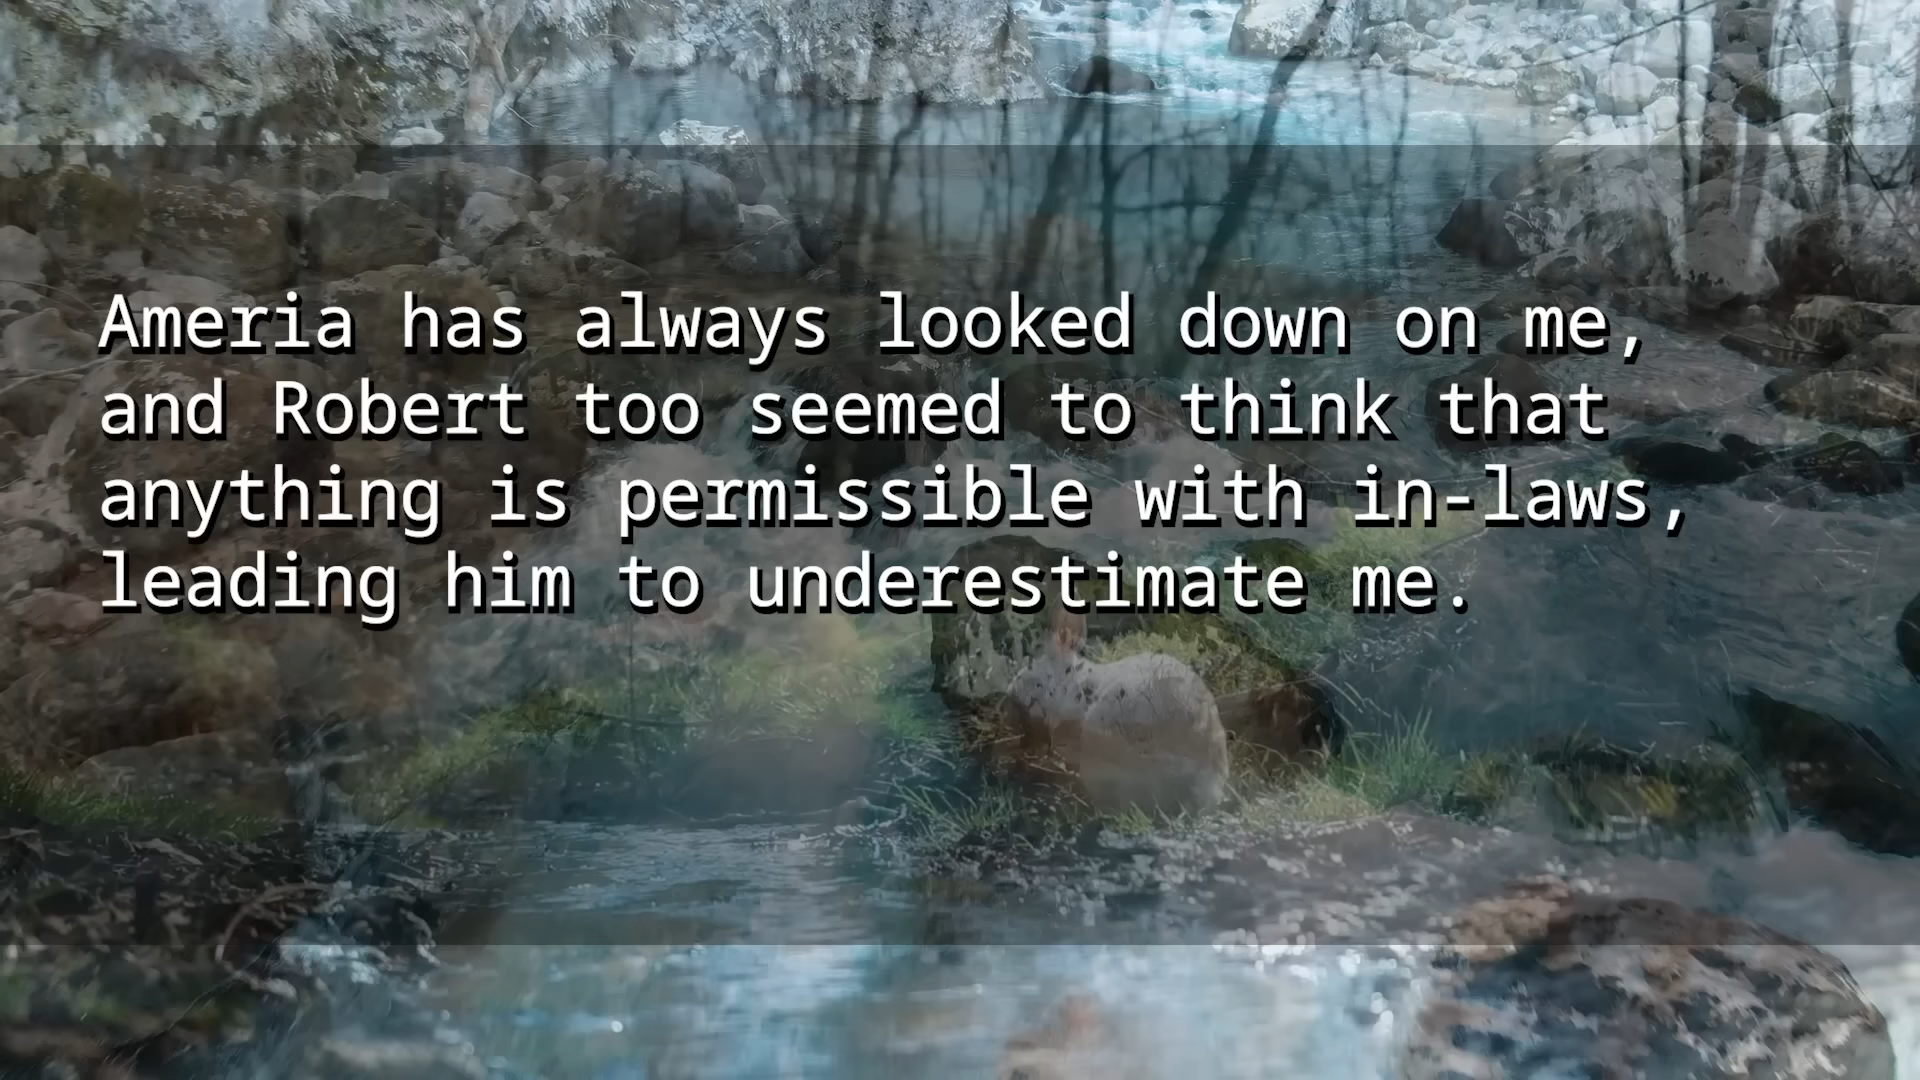 Ameria has always looked down on me,
and Robert too seemed to think that
anything is permissible with in-laws,
leading him to underestimate me.